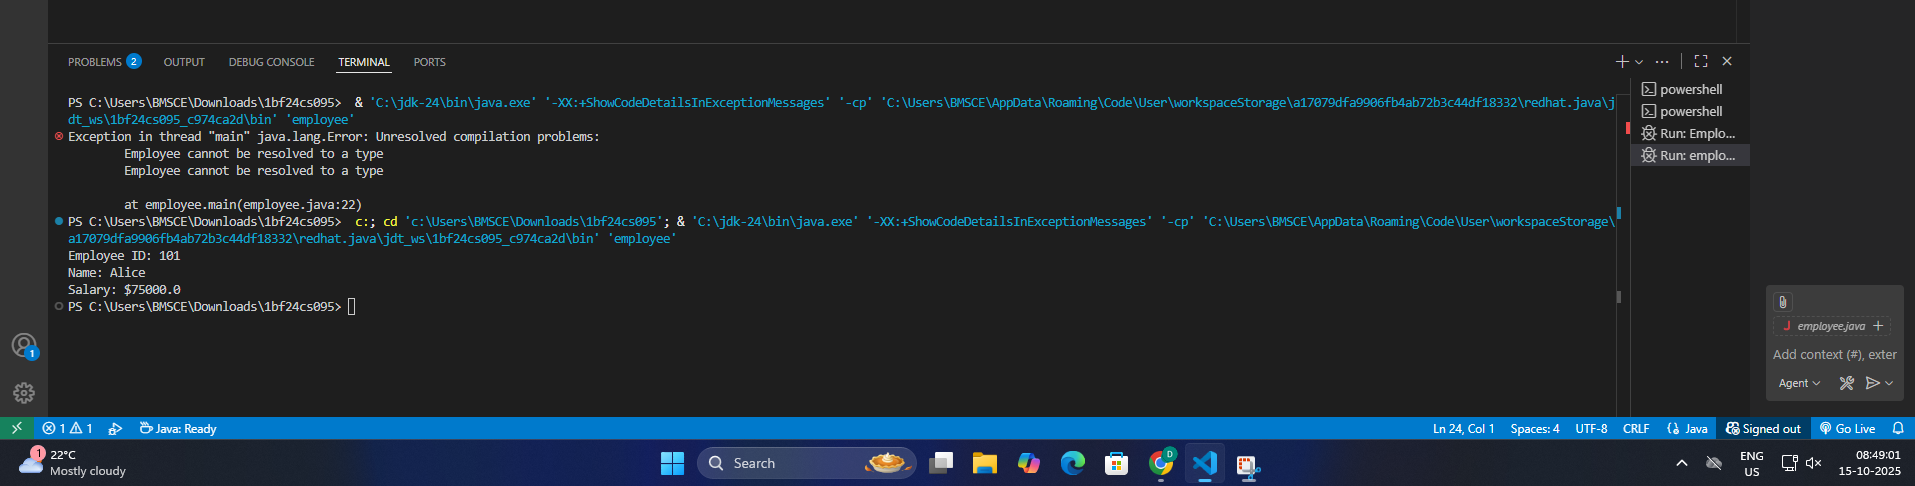 PROBLEMS 2 OUTPUT DEBUG CONSOLE TERMINAL PORTS
PS C:\Users\BMSCE\Downloads\1bf24cs095> & 'C:\jdk-24\bin\java.exe' '-XX:+ShowCodeDetailsInExceptionMessages' '-cp' 'C:\Users\BMSCE\AppData\Roaming\Code\User\workspaceStorage\a17079dfa9906fb4ab72b3c44df18332\redhat.java\j
dt_ws\1bf24cs095_c974ca2d\bin' 'employee'
Exception in thread "main" java.lang.Error: Unresolved compilation problems:
Employee cannot be resolved to a type
Employee cannot be resolved to a type
at employee.main(employee.java:22)
PS C:\Users\BMSCE\Downloads\1bf24cs095> c:; cd 'c:\Users\BMSCE\Downloads\1bf24cs095'; & 'C:\jdk-24\bin\java.exe' '-XX:+ShowCodeDetailsInExceptionMessages' '-cp' 'C:\Users\BMSCE\AppData\Roaming\Code\User\workspaceStorage\
a17079dfa9906fb4ab72b3c44df18332\redhat.java\jdt_ws\1bf24cs095_c974ca2d\bin' 'employee'
Employee ID: 101
Name: Alice
Salary: $75000.0
PS C:\Users\BMSCE\Downloads\1bf24cs095>
powershell
powershell
Run: Emplo...
Run: emplo...
employee.java
Add context (#), exter
Agent
1
1 1 Java: Ready Ln 24, Col 1 Spaces: 4 UTF-8 CRLF Java Signed out Go Live
1 22°C
Mostly cloudy
Search
D
ENG
US
08:49:01
15-10-2025